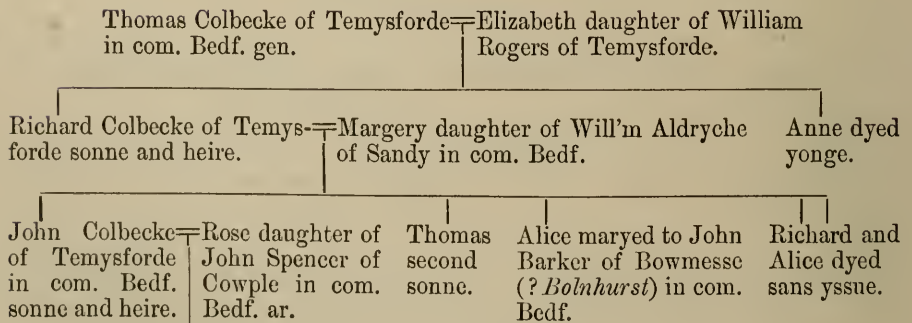 Thomas Colbecke of Temysforde
in com. Bedf. gen.
Elizabeth daughter of William
Rogers of Temysforde.
Richard Colbecke of Temys-
forde sonne and heire.
Margery daughter of Will'm Aldryche
of Sandy in com. Bedf.
Anne dyed
yonge.
John Colbecke
of Temysforde
in com. Bedf.
sonne and heire.
Rose daughter of
John Spencer of
Cowple in com.
Bedf. ar.
Thomas
second
sonne.
Alice maryed to John
Barker of Bowmesse
(? Bolnhurst) in com.
Bedf.
Richard and
Alice dyed
sans yssue.